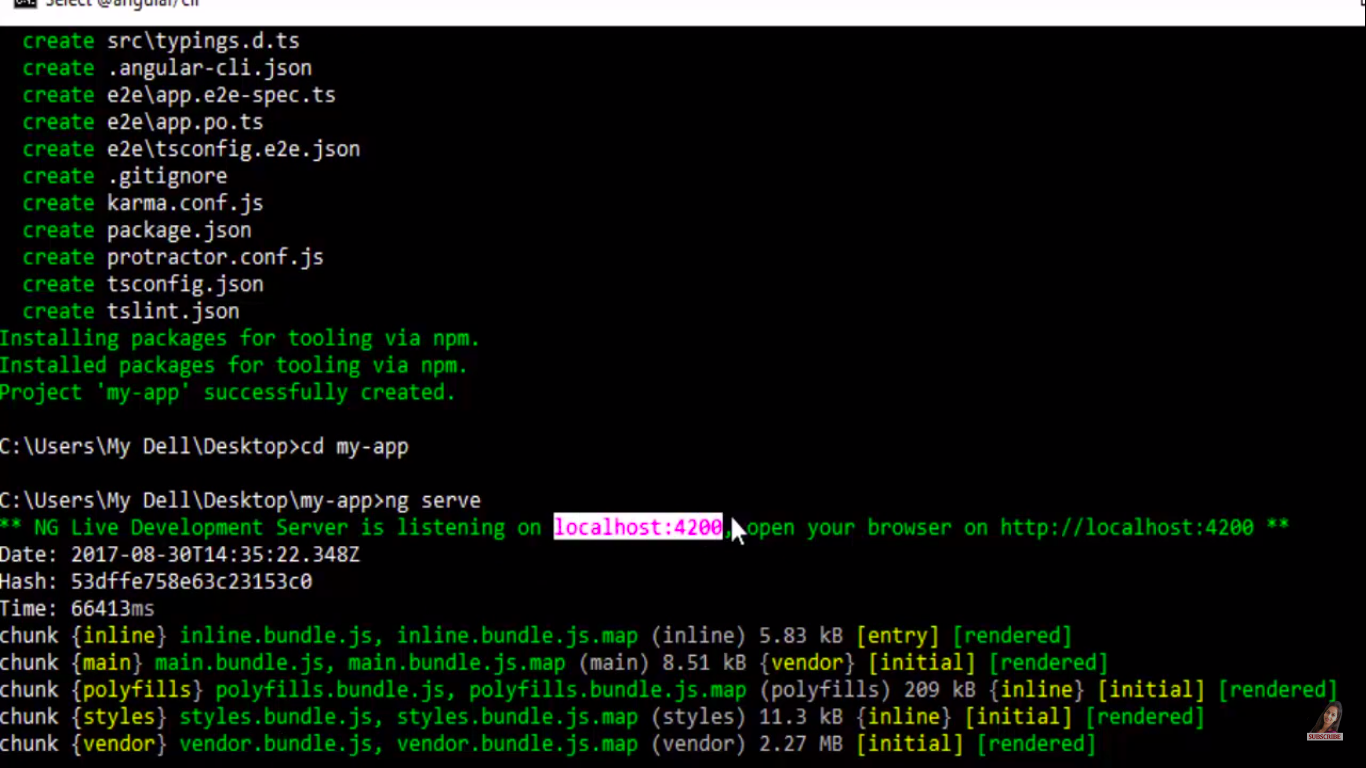 Select @angular/cli
create src\typings.d.ts
create .angular-cli.json
create e2e\app.e2e-spec.ts
create e2e\app.po.ts
create e2e\tsconfig.e2e.json
create .gitignore
create karma.conf.js
create package.json
create protractor.conf.js
create tsconfig.json
create tslint.json
Installing packages for tooling via npm.
Installed packages for tooling via npm.
Project 'my-app' successfully created.
C:\Users\My Dell\Desktop>cd my-app
C:\Users\My Dell\Desktop\my-app>ng serve
** NG Live Development Server is listening on localhost:4200, open your browser on http://localhost:4200 **
Date: 2017-08-30T14:35:22.348Z
Hash: 53dffe758e63c23153c0
Time: 66413ms
chunk {inline} inline.bundle.js, inline.bundle.js.map (inline) 5.83 kB [entry] [rendered]
chunk {main} main.bundle.js, main.bundle.js.map (main) 8.51 kB {vendor} [initial] [rendered]
chunk {polyfills} polyfills.bundle.js, polyfills.bundle.js.map (polyfills) 209 kB {inline} [initial] [rendered]
chunk {styles} styles.bundle.js, styles.bundle.js.map (styles) 11.3 kB {inline} [initial] [rendered]
chunk {vendor} vendor.bundle.js, vendor.bundle.js.map (vendor) 2.27 MB [initial] [rendered]
SUBSCRIBE